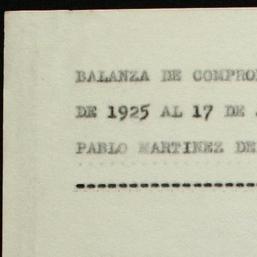 BALANZA DE COMPRO
DE 1925 AL 17 DE
PABLO MARTINEZ DE